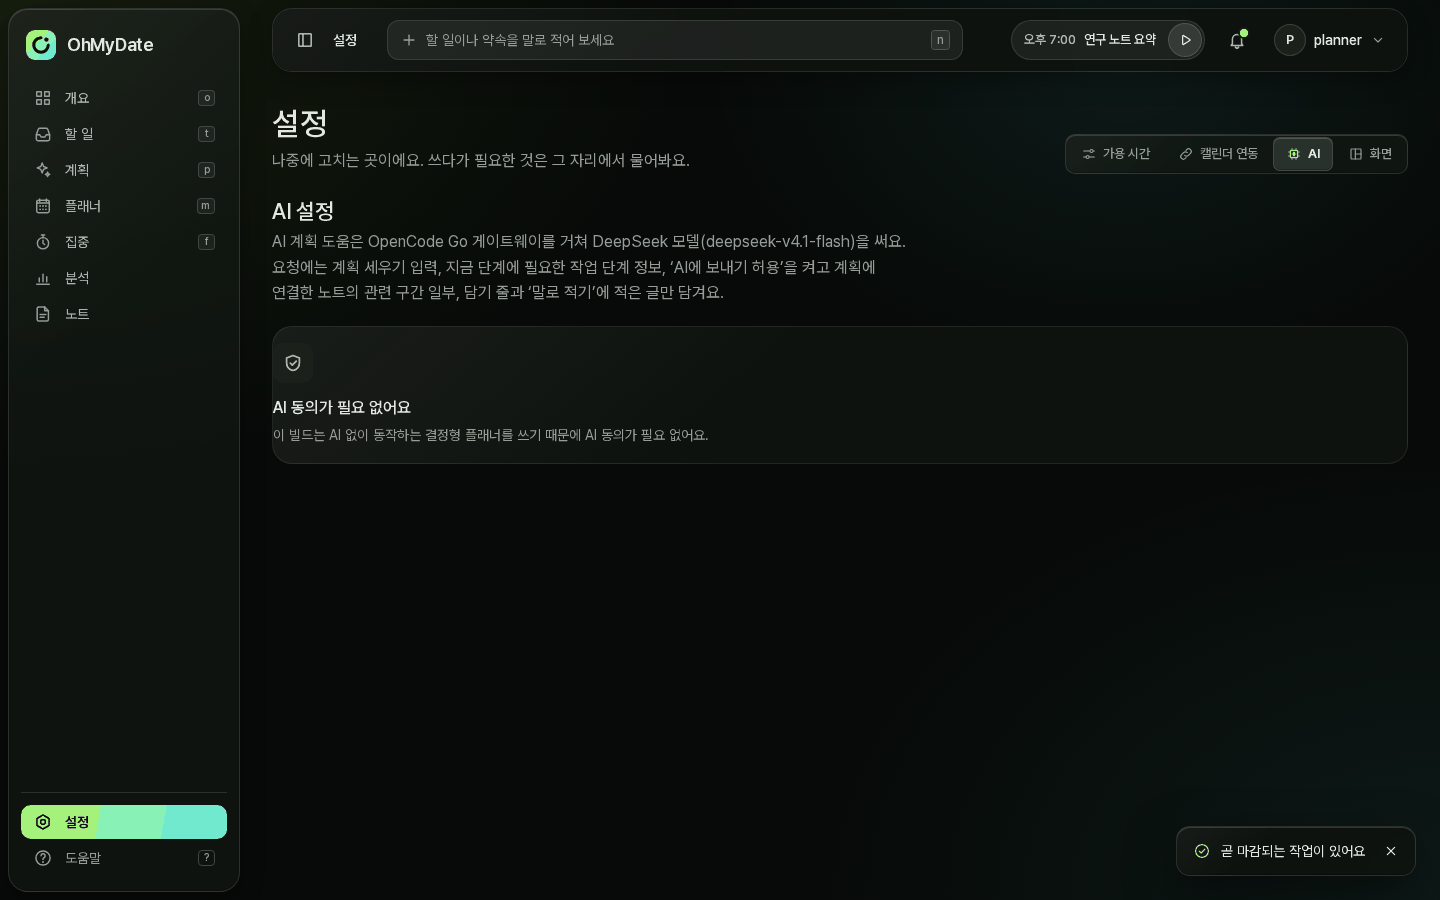 OhMyDate
개요 o
할 일 t
계획 p
플래너 m
집중 f
분석
노트
설정
도움말 ?
설정
할 일이나 약속을 말로 적어 보세요 n
오후 7:00 연구 노트 요약
P planner
설정
나중에 고치는 곳이에요. 쓰다가 필요한 것은 그 자리에서 물어봐요.
가용 시간 캘린더 연동 AI 화면
AI 설정
AI 계획 도움은 OpenCode Go 게이트웨이를 거쳐 DeepSeek 모델(deepseek-v4.1-flash)을 써요.
요청에는 계획 세우기 입력, 지금 단계에 필요한 작업 단계 정보, ‘AI에 보내기 허용’을 켜고 계획에
연결한 노트의 관련 구간 일부, 담기 줄과 ‘말로 적기’에 적은 글만 담겨요.
AI 동의가 필요 없어요
이 빌드는 AI 없이 동작하는 결정형 플래너를 쓰기 때문에 AI 동의가 필요 없어요.
곧 마감되는 작업이 있어요